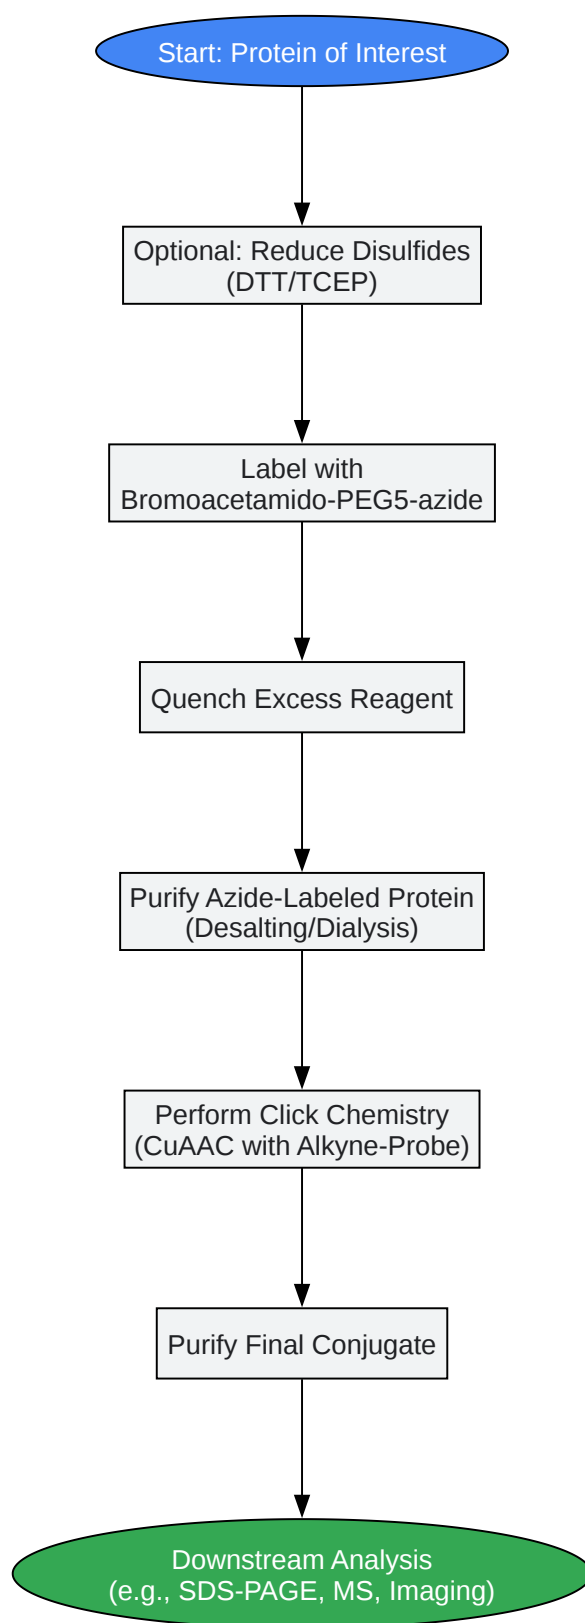 Start: Protein of Interest
Optional: Reduce Disulfides
(DTT/TCEP)
Label with
Bromoacetamido-PEG5-azide
Quench Excess Reagent
Purify Azide-Labeled Protein
(Desalting/Dialysis)
Perform Click Chemistry
(CuAAC with Alkyne-Probe)
Purify Final Conjugate
Downstream Analysis
(e.g., SDS-PAGE, MS, Imaging)